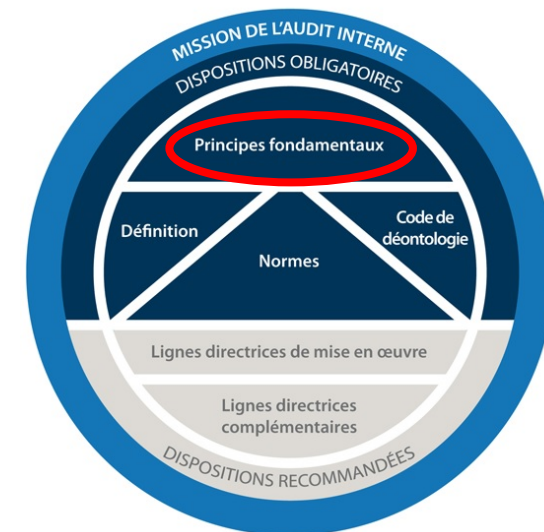 MISSION DE L'AUDIT INTERNE
DISPOSITIONS OBLIGATOIRES
Principes fondamentaux
Définition
Code de
déontologie
Normes
Lignes directrices de mise en œuvre
Lignes directrices
complémentaires
DISPOSITIONS RECOMMANDÉES